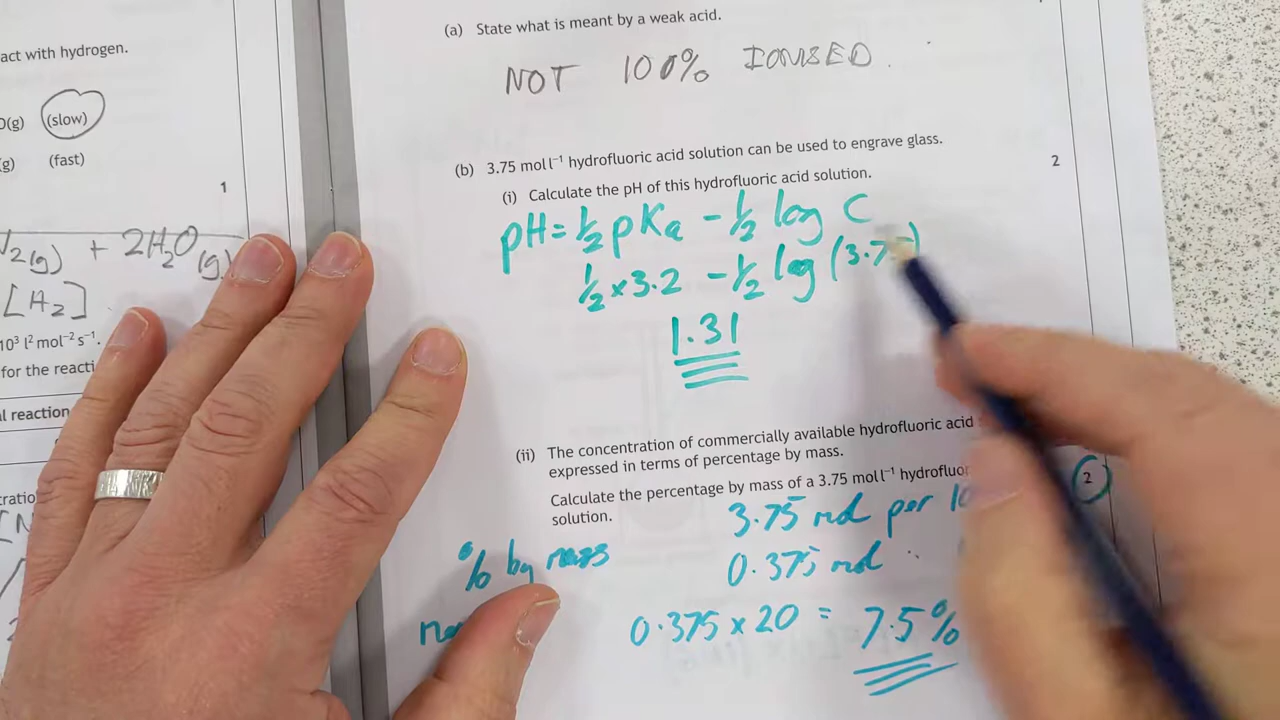 act with hydrogen.
(g) (slow)
g) (fast)
1
(g) + 2H₂O(g)
[H₂]
10³ l² mol⁻² s⁻¹.
for the reacti
l reaction
(a) State what is meant by a weak acid.
NOT 100% IONISED.
(b) 3.75 mol l⁻¹ hydrofluoric acid solution can be used to engrave glass.
2
(i) Calculate the pH of this hydrofluoric acid solution.
pH = ½ pKa - ½ log C
½ × 3.2 - ½ log (3.7 )
1.31
(ii) The concentration of commercially available hydrofluoric acid
expressed in terms of percentage by mass.
2
Calculate the percentage by mass of a 3.75 mol l⁻¹ hydrofluor
solution.
3.75 mol per 10
% by mass
0.375 mol
0.375 × 20 = 7.5%